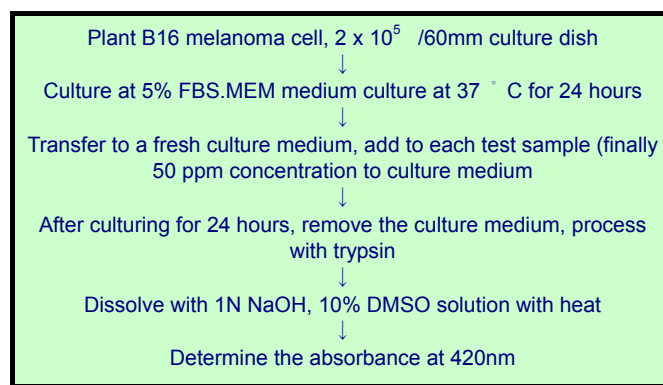 Plant B16 melanoma cell, 2 x 10⁵ /60mm culture dish
↓
Culture at 5% FBS.MEM medium culture at 37 ° C for 24 hours
↓
Transfer to a fresh culture medium, add to each test sample (finally
50 ppm concentration to culture medium
↓
After culturing for 24 hours, remove the culture medium, process
with trypsin
↓
Dissolve with 1N NaOH, 10% DMSO solution with heat
↓
Determine the absorbance at 420nm